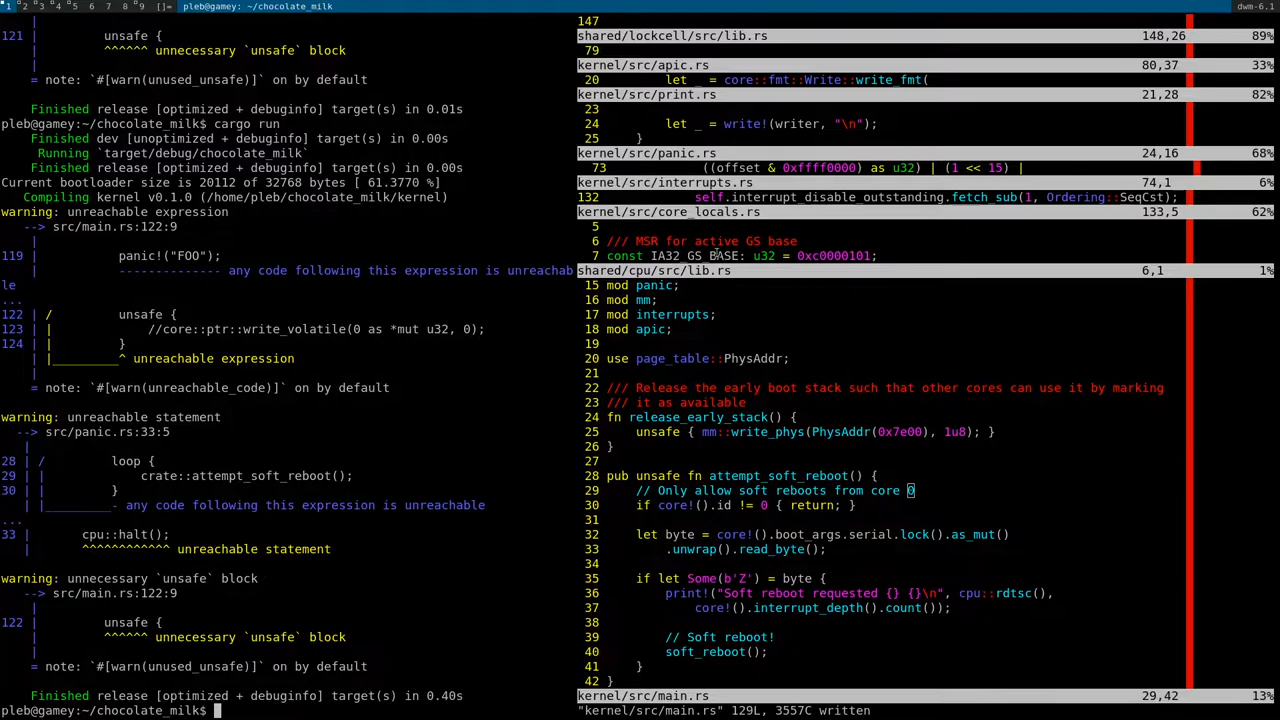 1 2 3 4 5 6 7 8 9 []= pleb@gamey:~/chocolate_milk dwm-6.1
|
121 | unsafe {
| ^^^^^^ unnecessary `unsafe` block
|
= note: `#[warn(unused_unsafe)]` on by default
Finished release [optimized + debuginfo] target(s) in 0.01s
pleb@gamey:~/chocolate_milk$ cargo run
Finished dev [unoptimized + debuginfo] target(s) in 0.00s
Running `target/debug/chocolate_milk`
Finished release [optimized + debuginfo] target(s) in 0.00s
Current bootloader size is 20112 of 32768 bytes [ 61.3770 %]
Compiling kernel v0.1.0 (/home/pleb/chocolate_milk/kernel)
warning: unreachable expression
--> src/main.rs:122:9
|
119 | panic!("FOO");
| -------------- any code following this expression is unreachab
le
...
122 | / unsafe {
123 | | //core::ptr::write_volatile(0 as *mut u32, 0);
124 | | }
| |_________^ unreachable expression
|
= note: `#[warn(unreachable_code)]` on by default
warning: unreachable statement
--> src/panic.rs:33:5
|
28 | / loop {
29 | | crate::attempt_soft_reboot();
30 | | }
| |_______- any code following this expression is unreachable
...
33 | cpu::halt();
| ^^^^^^^^^^^^ unreachable statement
warning: unnecessary `unsafe` block
--> src/main.rs:122:9
|
122 | unsafe {
| ^^^^^^ unnecessary `unsafe` block
|
= note: `#[warn(unused_unsafe)]` on by default
Finished release [optimized + debuginfo] target(s) in 0.40s
pleb@gamey:~/chocolate_milk$
147
shared/lockcell/src/lib.rs 148,26 89%
79
kernel/src/apic.rs 80,37 33%
20 let _ = core::fmt::Write::write_fmt(
kernel/src/print.rs 21,28 82%
23
24 let _ = write!(writer, "\n");
25 }
kernel/src/panic.rs 24,16 68%
73 ((offset & 0xffff0000) as u32) | (1 << 15) |
kernel/src/interrupts.rs 74,1 6%
132 self.interrupt_disable_outstanding.fetch_sub(1, Ordering::SeqCst);
kernel/src/core_locals.rs 133,5 62%
5
6 /// MSR for active GS base
7 const IA32_GS_BASE: u32 = 0xc0000101;
shared/cpu/src/lib.rs 6,1 1%
15 mod panic;
16 mod mm;
17 mod interrupts;
18 mod apic;
19
20 use page_table::PhysAddr;
21
22 /// Release the early boot stack such that other cores can use it by marking
23 /// it as available
24 fn release_early_stack() {
25 unsafe { mm::write_phys(PhysAddr(0x7e00), 1u8); }
26 }
27
28 pub unsafe fn attempt_soft_reboot() {
29 // Only allow soft reboots from core 0
30 if core!().id != 0 { return; }
31
32 let byte = core!().boot_args.serial.lock().as_mut()
33 .unwrap().read_byte();
34
35 if let Some(b'Z') = byte {
36 print!("Soft reboot requested {} {}\n", cpu::rdtsc(),
37 core!().interrupt_depth().count());
38
39 // Soft reboot!
40 soft_reboot();
41 }
42 }
kernel/src/main.rs 29,42 13%
"kernel/src/main.rs" 129L, 3557C written